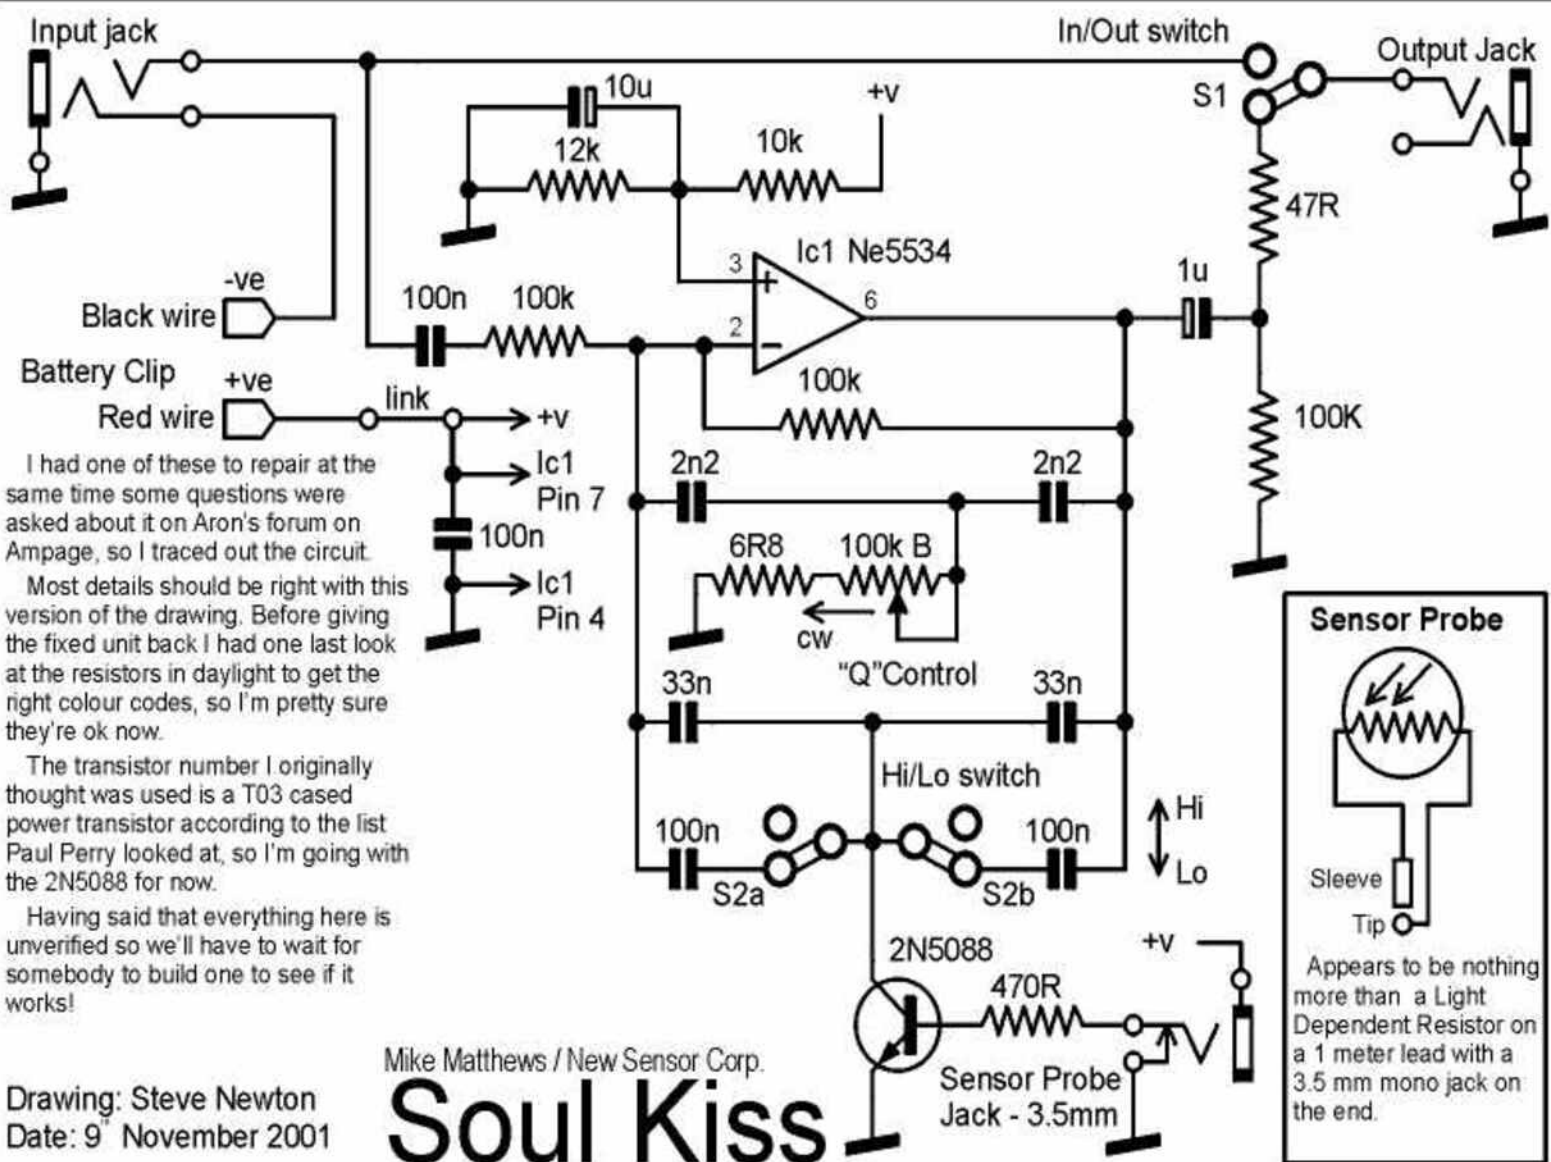 Input jack
In/Out switch
Output Jack
S1
10u
+v
12k
10k
47R
Ic1 Ne5534
3
+
6
2
−
1u
-ve
Black wire
100n
100k
Battery Clip
+ve
Red wire
link
+v
100k
100K
I had one of these to repair at the
same time some questions were
asked about it on Aron's forum on
Ampage, so I traced out the circuit.
Most details should be right with this
version of the drawing. Before giving
the fixed unit back I had one last look
at the resistors in daylight to get the
right colour codes, so I'm pretty sure
they're ok now.
The transistor number I originally
thought was used is a T03 cased
power transistor according to the list
Paul Perry looked at, so I'm going with
the 2N5088 for now.
Having said that everything here is
unverified so we'll have to wait for
somebody to build one to see if it
works!
Ic1
Pin 7
100n
Ic1
Pin 4
2n2
2n2
6R8
100k B
cw
"Q"Control
33n
33n
Hi/Lo switch
100n
100n
S2a
S2b
Hi
Lo
2N5088
470R
+v
Sensor Probe
Jack - 3.5mm
Sensor Probe
Sleeve
Tip
Appears to be nothing
more than a Light
Dependent Resistor on
a 1 meter lead with a
3.5 mm mono jack on
the end.
Mike Matthews / New Sensor Corp.
Soul Kiss
Drawing: Steve Newton
Date: 9" November 2001